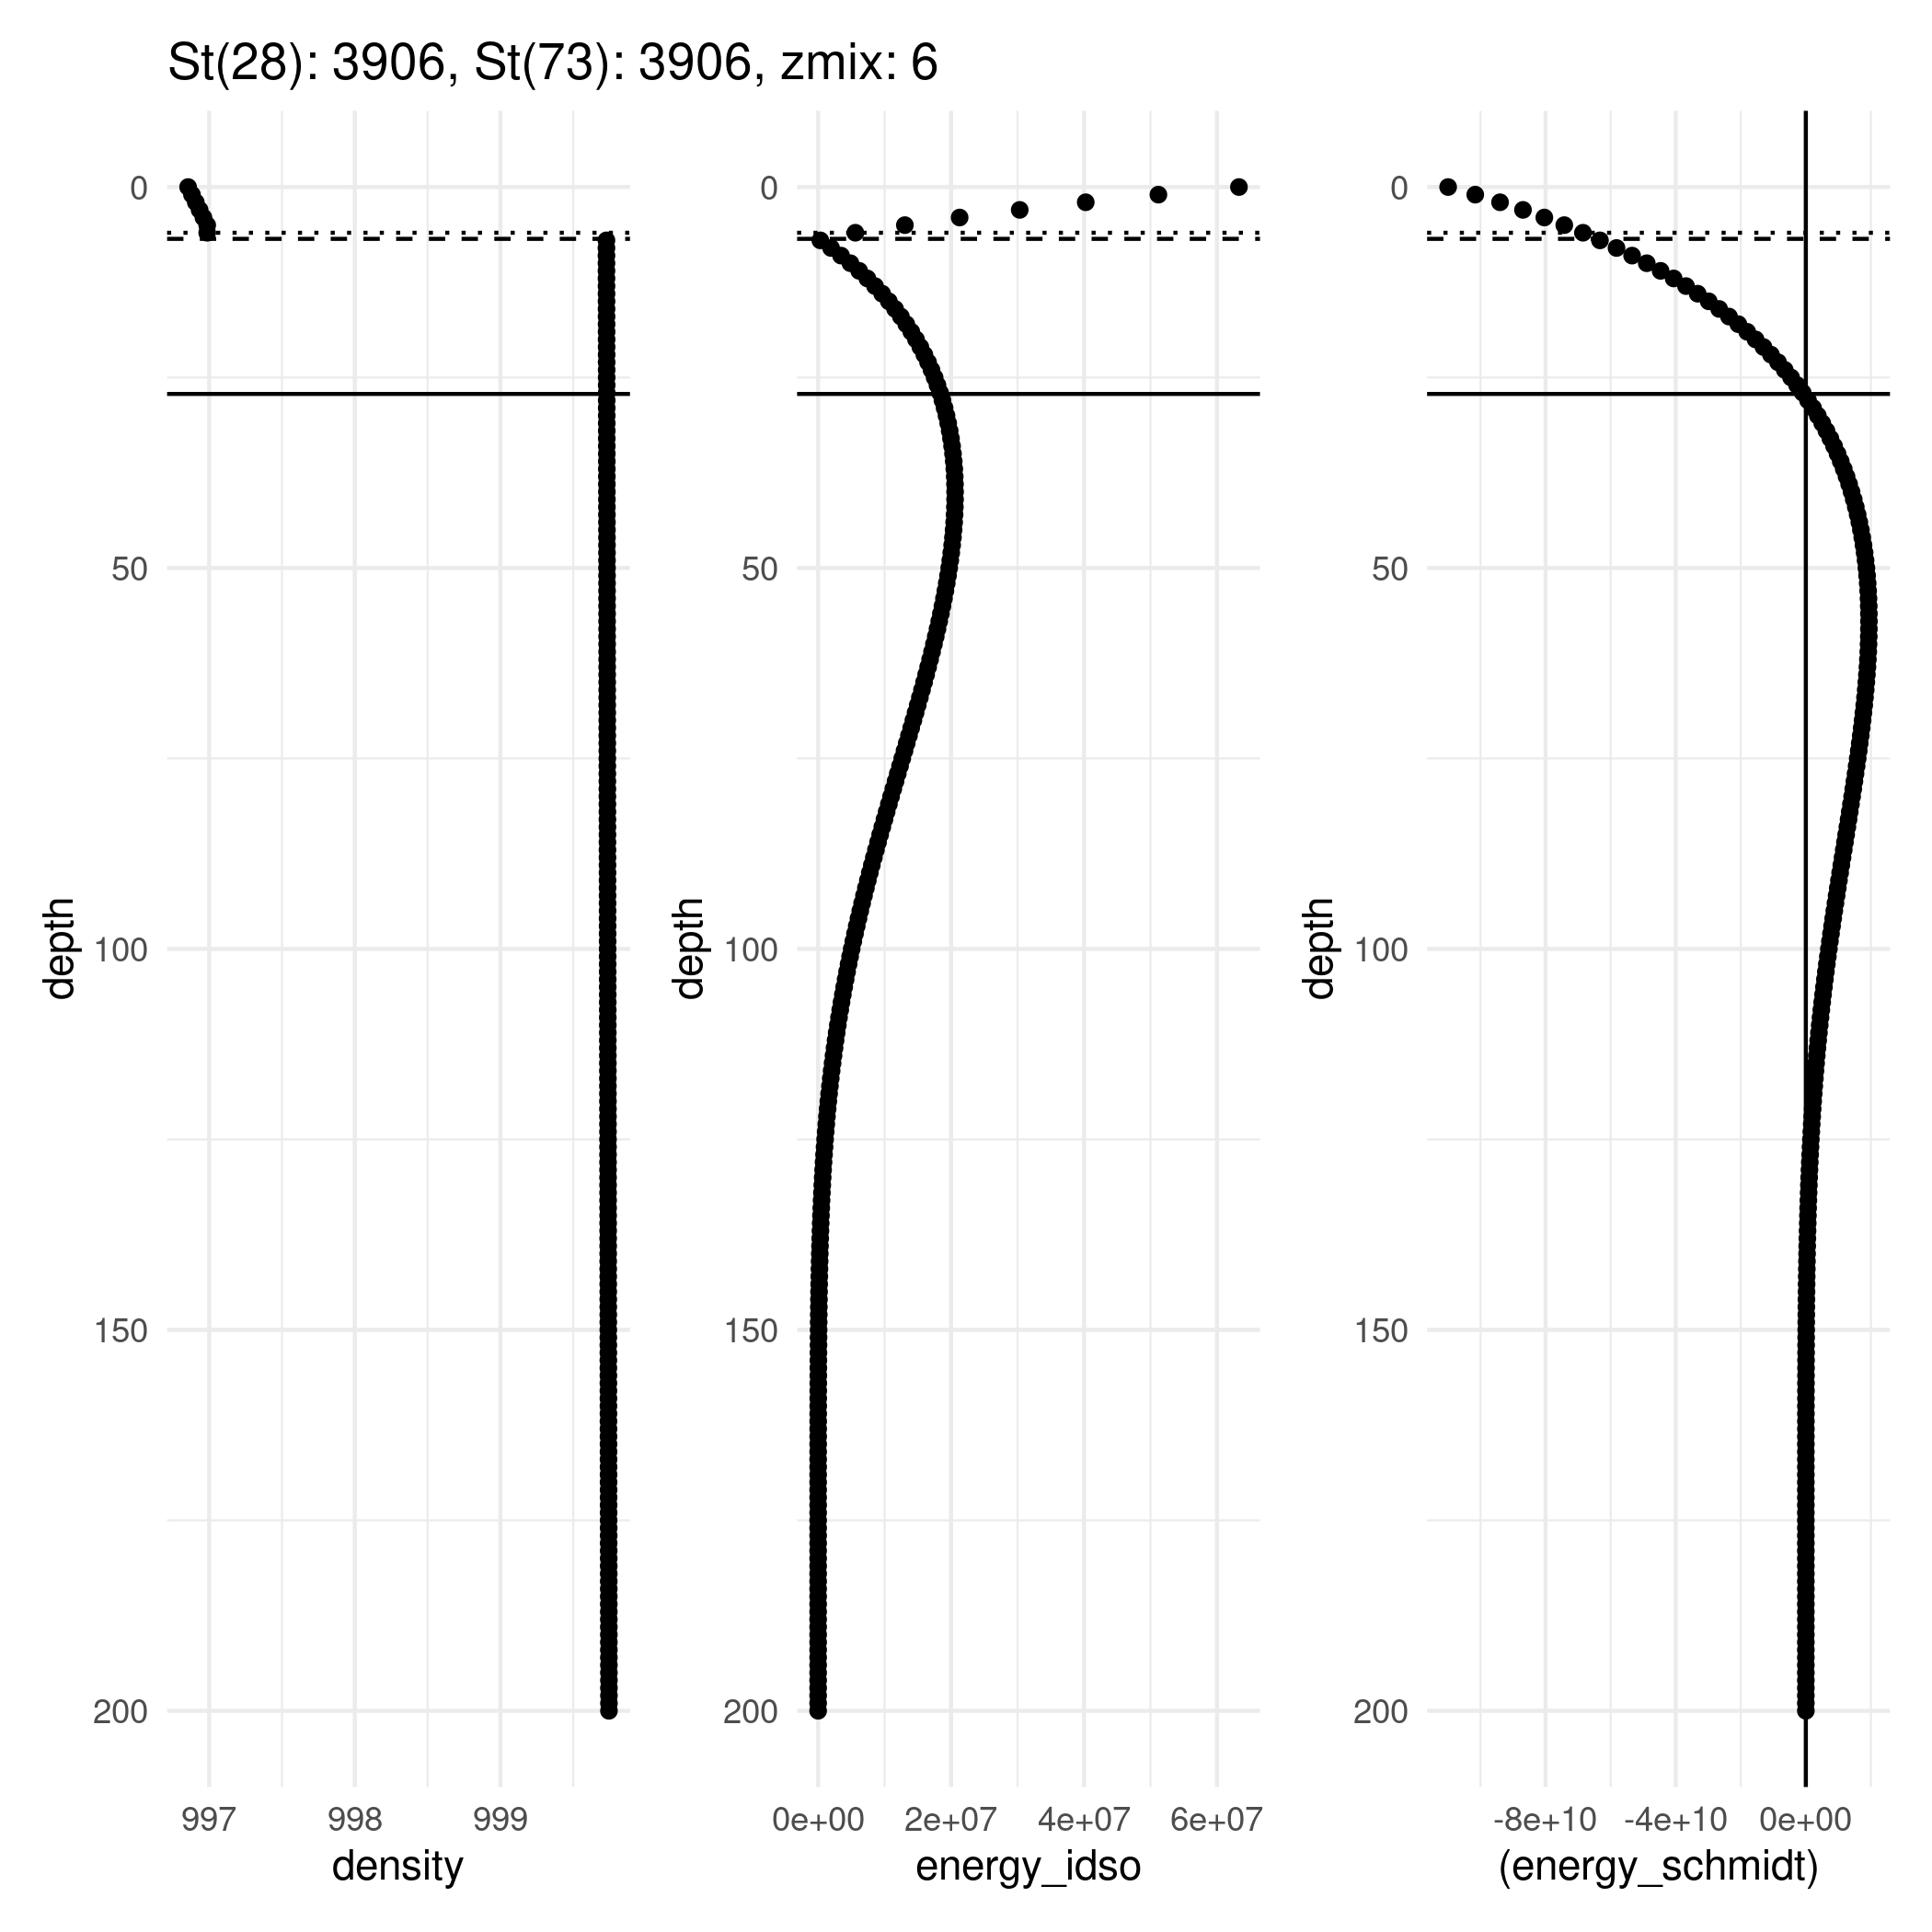 St(28): 3906, St(73): 3906, zmix: 6
0
50
100
150
200
depth
997 998 999
density
0
50
100
150
200
depth
0e+00 2e+07 4e+07 6e+07
energy_idso
0
50
100
150
200
depth
-8e+10 -4e+10 0e+00
(energy_schmidt)